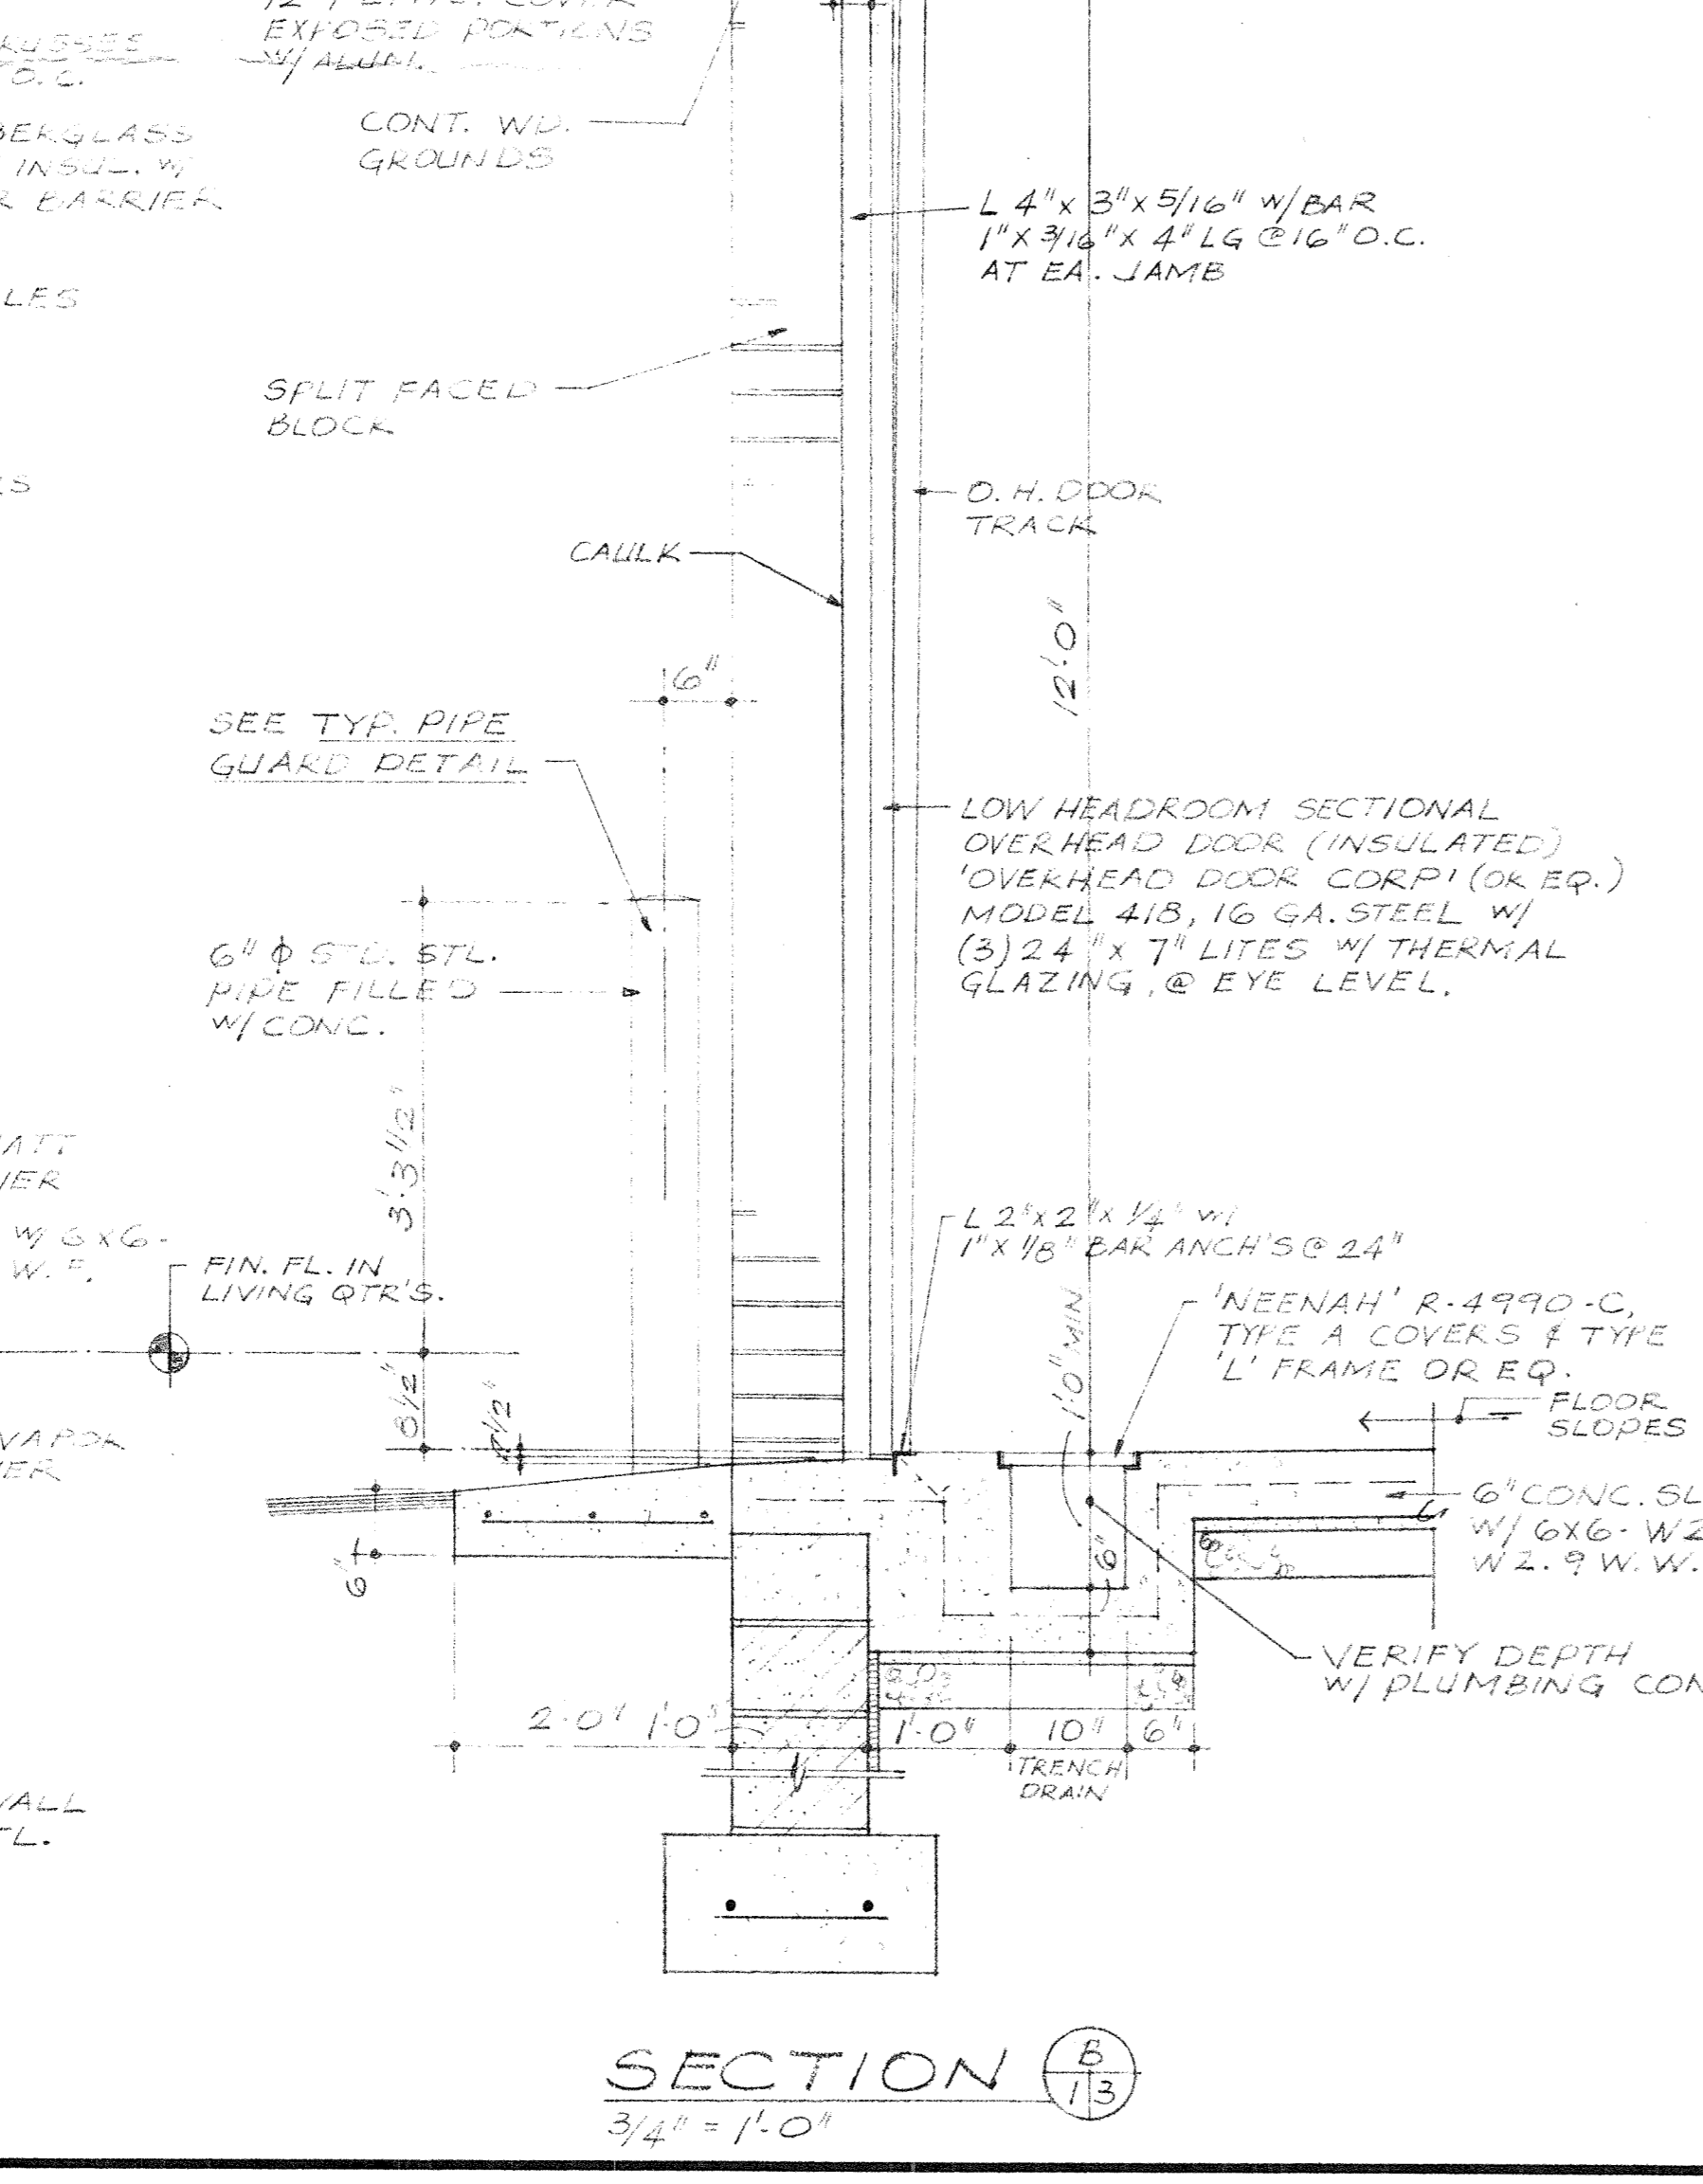 EXPOSED PORTIONS
W/ ALUM.
O.C.
CONT. WD.
GROUNDS
INSUL. W/
BARRIER
L 4" X 3" X 5/16" W/ BAR
1" X 3/16" X 4" LG @ 16" O.C.
AT EA. JAMB
SPLIT FACED
BLOCK
O. H. DOOR
TRACK
CAULK
12'-0"
6"
SEE TYP. PIPE
GUARD DETAIL
LOW HEADROOM SECTIONAL
OVERHEAD DOOR (INSULATED)
'OVERHEAD DOOR CORP' (OR EQ.)
MODEL 418, 16 GA. STEEL W/
(3) 24" X 7" LITES W/ THERMAL
GLAZING, @ EYE LEVEL.
6" φ STD. STL.
PIPE FILLED
W/ CONC.
3'-3 1/2"
W/ 6X6-
FIN. FL. IN
LIVING QTR'S.
L 2" X 2" X 1/4" W/
1" X 1/8" BAR ANCH'S @ 24"
'NEENAH' R-4990-C,
TYPE A COVERS & TYPE
'L' FRAME OR EQ.
1'-0" MIN
8 1/2"
FLOOR
SLOPES
VAPOR
6" CONC.
W/ 6X6-
W2.9 W.W.
6"
6"
6"
VERIFY DEPTH
W/ PLUMBING
2'-0" 1'-0" 1'-0" 10" 6"
TRENCH
DRAIN
SECTION B
13
3/4" = 1'-0"